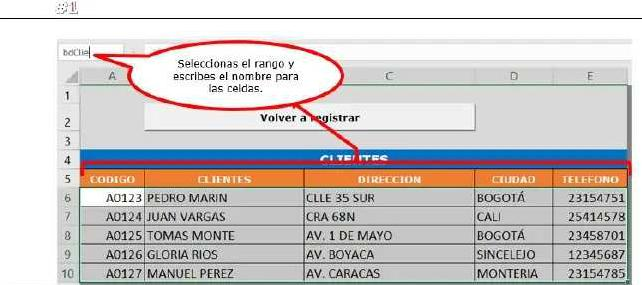 81
bdClie
Seleccionas el rango y
escribes el nombre para
las celdas.
A C D E
1
2 Volver a registrar
3
4 CLIENTES
5 CODIGO CLIENTES DIRECCION CIUDAD TELEFONO
6 A0123 PEDRO MARIN CLLE 35 SUR BOGOTÁ 23154751
7 A0124 JUAN VARGAS CRA 68N CALI 25414578
8 A0125 TOMAS MONTE AV. 1 DE MAYO BOGOTÁ 23458701
9 A0126 GLORIA RIOS AV. BOYACA SINCELEJO 12345687
10 A0127 MANUEL PEREZ AV. CARACAS MONTERIA 23154785